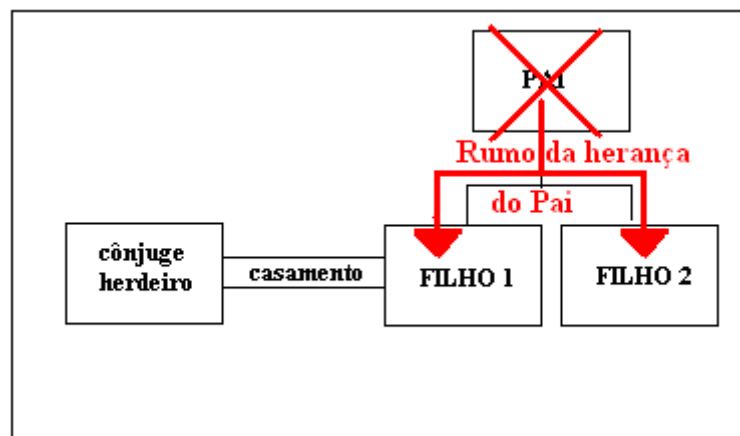 PAI
Rumo da herança
do Pai
cônjuge
herdeiro
casamento
FILHO 1
FILHO 2